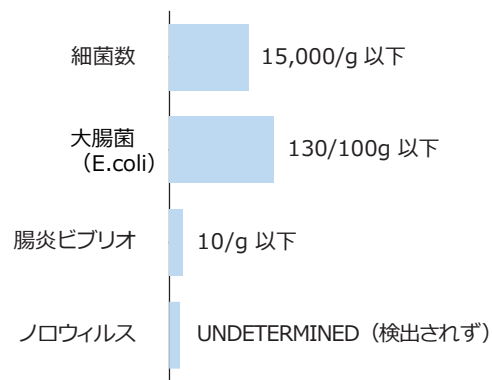 細菌数 15,000/g 以下
大腸菌
（E.coli） 130/100g 以下
腸炎ビブリオ 10/g 以下
ノロウィルス UNDETERMINED（検出されず）